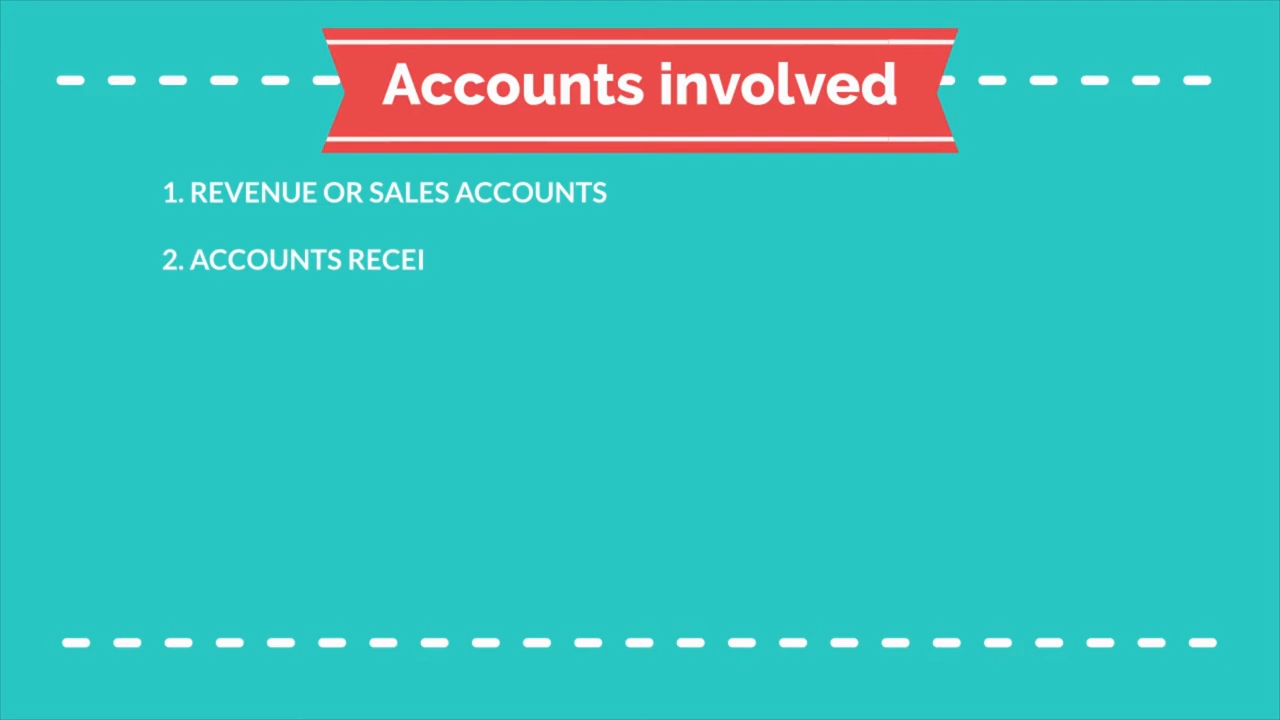 Accounts involved
1. REVENUE OR SALES ACCOUNTS
2. ACCOUNTS RECEI